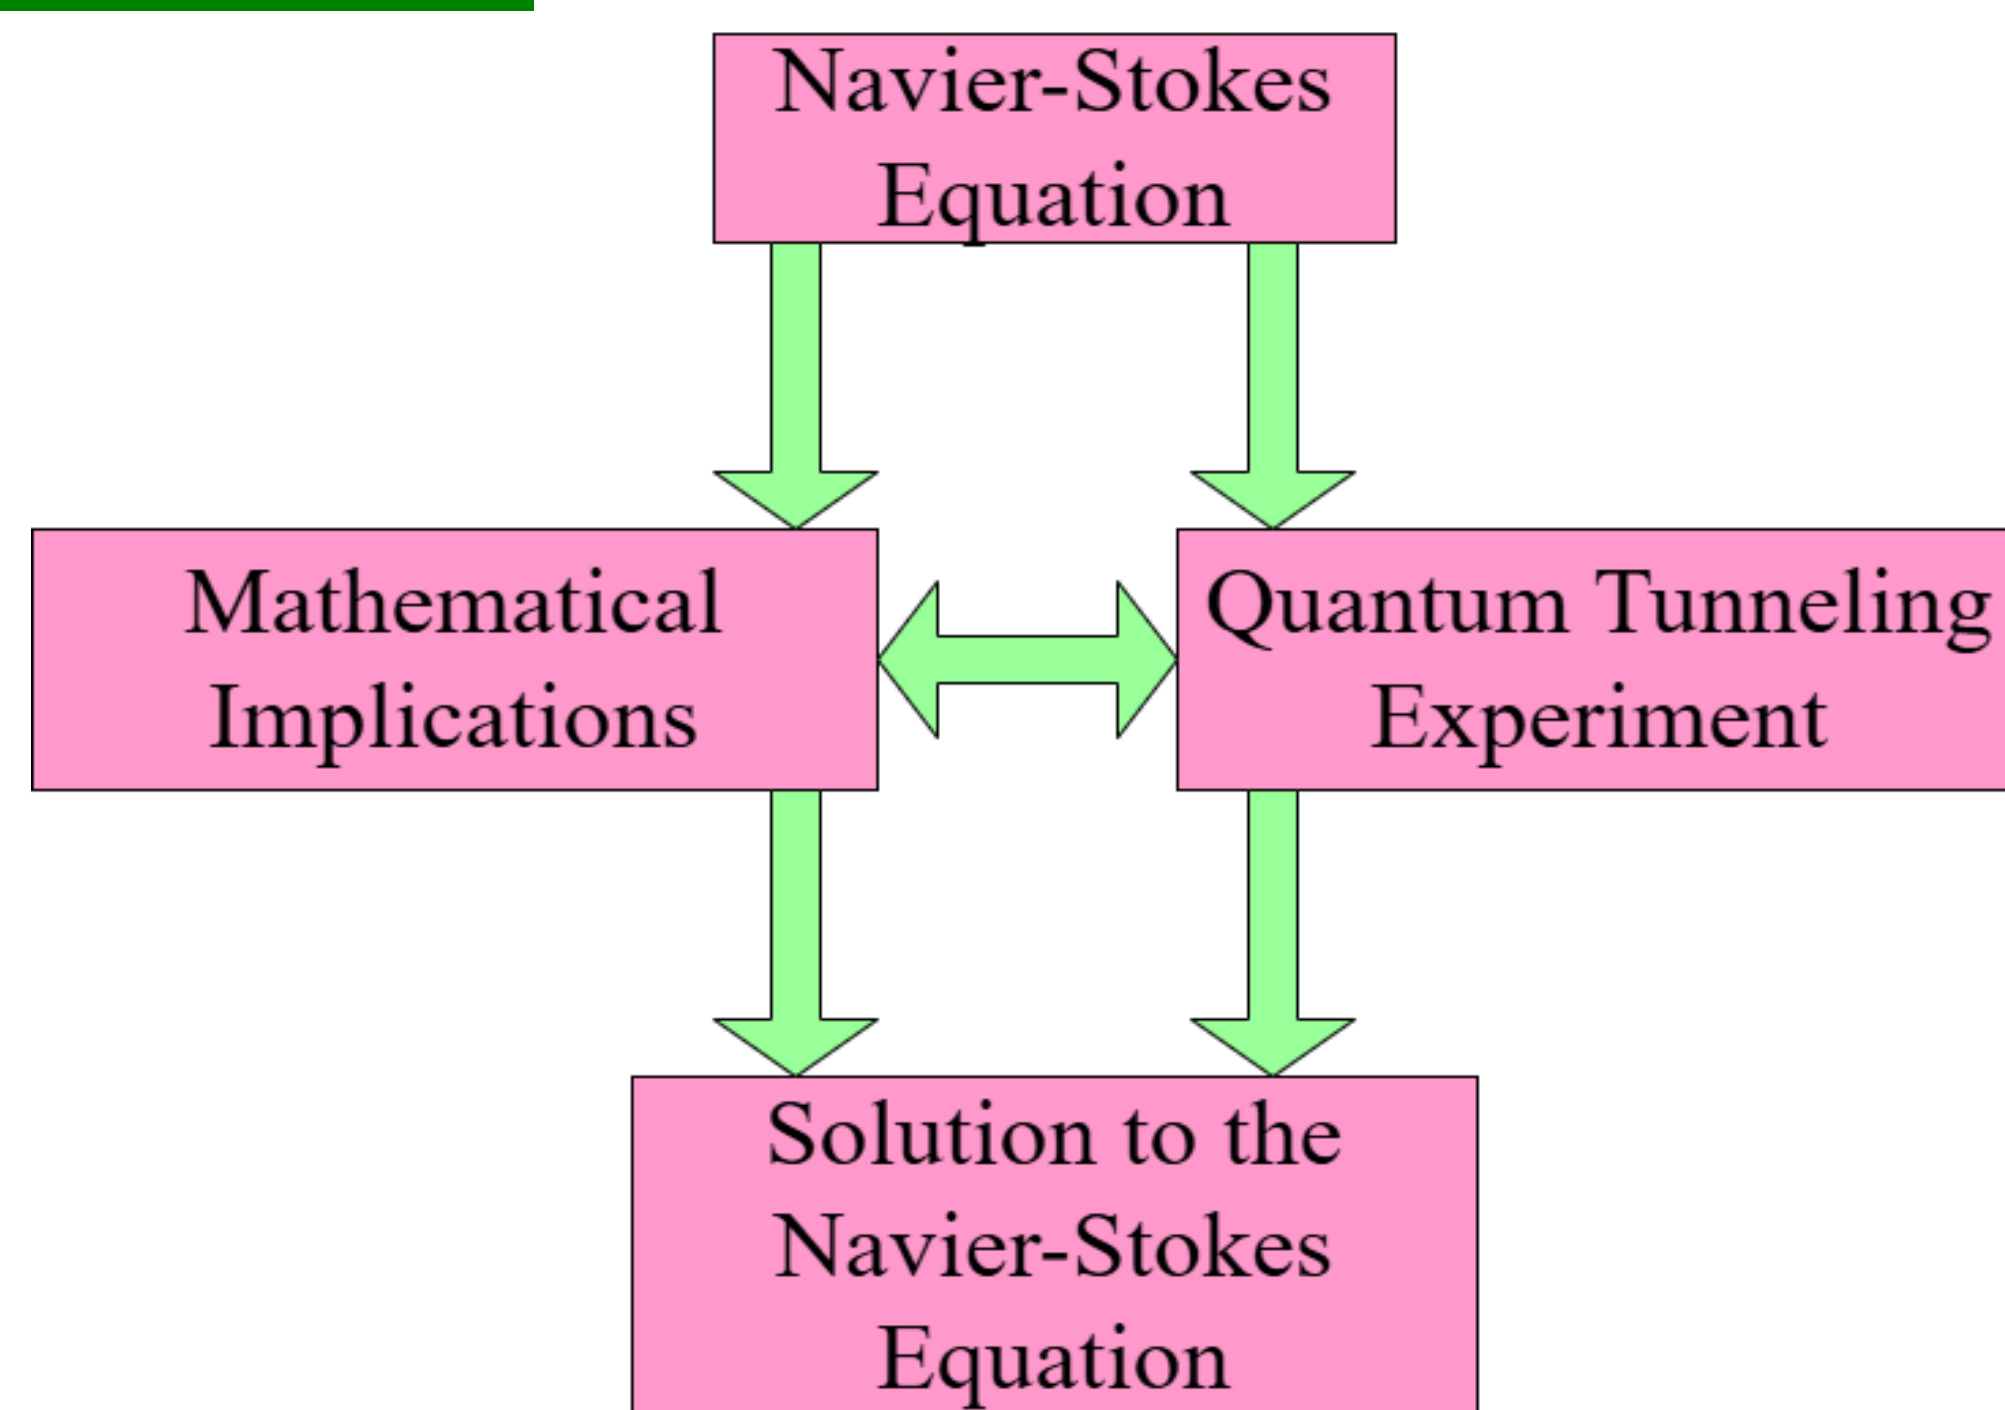 Navier-Stokes
Equation
Mathematical
Implications
Quantum Tunneling
Experiment
Solution to the
Navier-Stokes
Equation